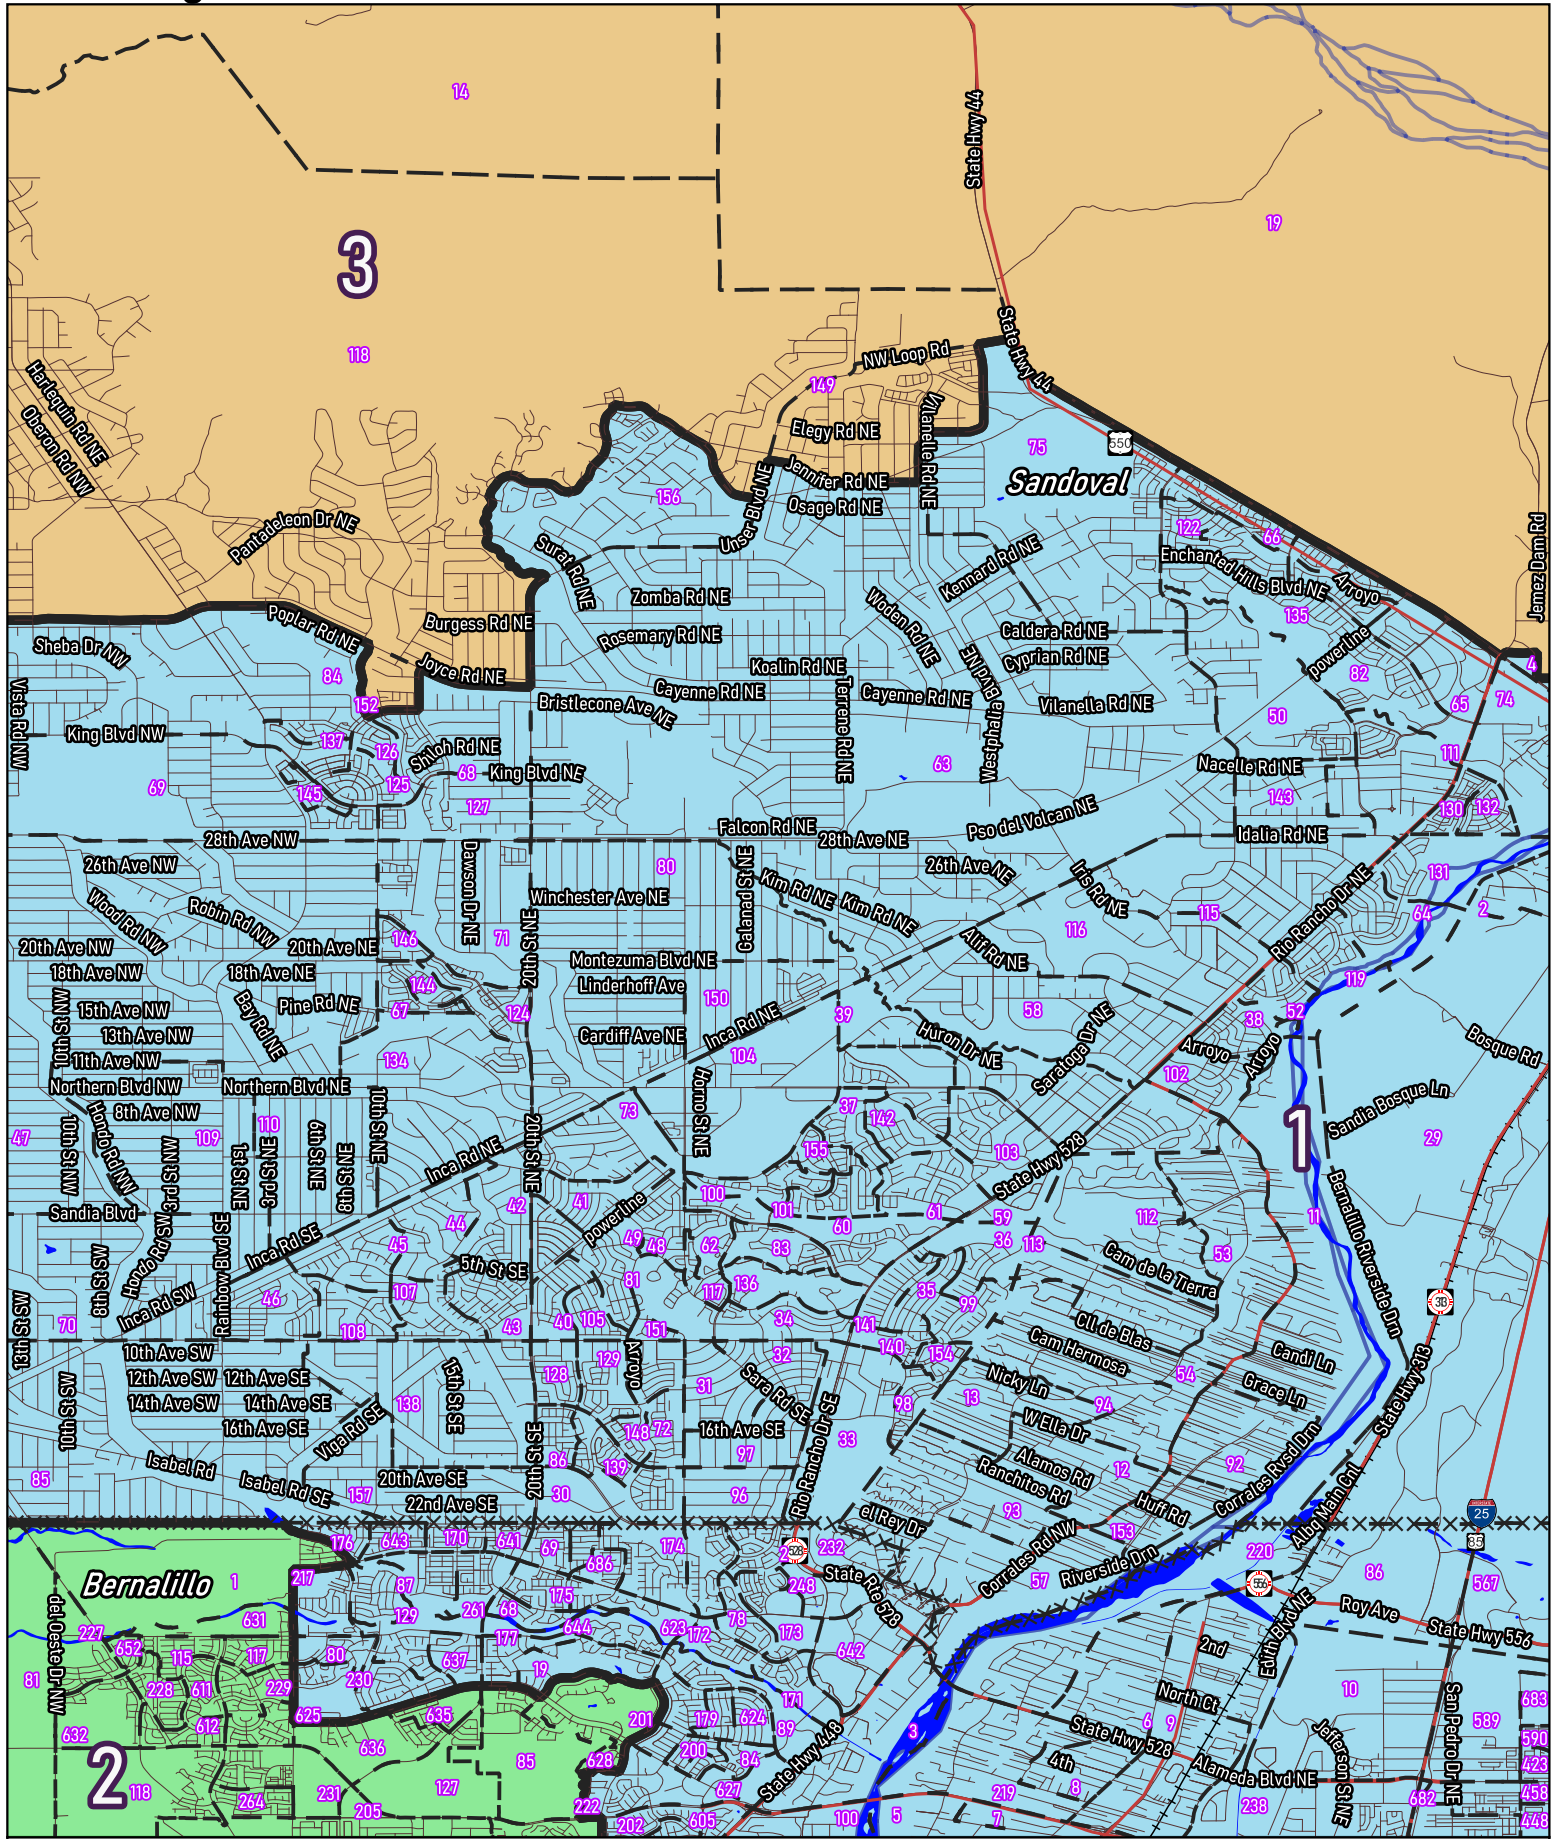 14
State Hwy 44
19
3
118
State Hwy 44
NW Loop Rd
149
Harlequin Rd NE
Oberon Rd NW
Elegy Rd NE
Vilanelle Rd NE
75
550
Sandoval
Jennifer Rd NE
Osage Rd NE
156
Unser Blvd NE
Pantadeleon Dr NE
122
66
Surat Rd NE
Kennard Rd NE
Enchanted Hills Blvd NE
Arroyo
Jemez Dam Rd
Zomba Rd NE
Woden Rd NE
135
Poplar Rd NE
Burgess Rd NE
Rosemary Rd NE
Caldera Rd NE
powerline
Sheba Dr NW
Joyce Rd NE
Koalin Rd NE
Cyprian Rd NE
82
4
84
Cayenne Rd NE
Cayenne Rd NE
Vilanella Rd NE
65
74
152
Bristlecone Ave NE
Terrene Rd NE
Westphalia Blvd NE
50
Vista Rd NW
King Blvd NW
137
126
Shiloh Rd NE
111
69
145
125
68
King Blvd NE
63
Nacelle Rd NE
127
143
130
132
28th Ave NW
Falcon Rd NE
28th Ave NE
Pso del Volcan NE
Idalia Rd NE
26th Ave NW
Dawson Dr NE
80
Galanad St NE
26th Ave NE
Iris Rd NE
131
Wood Rd NW
Robin Rd NW
Winchester Ave NE
Kim Rd NE
Kim Rd NE
115
64
2
20th Ave NW
20th Ave NE
146
71
20th St NE
116
Rio Rancho Dr NE
18th Ave NW
18th Ave NE
Montezuma Blvd NE
Alif Rd NE
144
Linderhoff Ave
119
15th Ave NW
Pine Rd NE
67
124
150
39
58
52
10th St NW
13th Ave NW
Bay Rd NE
Cardiff Ave NE
Inca Rd NE
Huron Dr NE
Saratoga Dr NE
38
Bosque Rd
11th Ave NW
134
104
Arroyo
Arroyo
Northern Blvd NW
Northern Blvd NE
102
8th Ave NW
10th St NE
73
Homo St NE
37
142
Sandia Bosque Ln
47
10th St NW
Hondo Rd NW
109
110
6th St NE
20th St NE
1
29
3rd St NW
1st St NE
3rd St NE
8th St NE
Inca Rd NE
155
103
State Hwy 528
Sandia Blvd
42
41
powerline
100
101
60
61
59
112
11
Bernalillo Riverside Drn
44
45
Inca Rd SE
49
48
62
83
36
113
53
8th St SW
Hondo Rd SW
Rainbow Blvd SE
5th St SE
81
Cam de la Tierra
Inca Rd SW
46
107
117
136
35
99
313
13th St SW
70
108
43
40
105
151
34
141
Cll de Blas
10th Ave SW
129
Arroyo
32
140
154
Cam Hermosa
Candi Ln
State Hwy 313
12th Ave SW
12th Ave SE
15th St SE
128
31
Nicky Ln
54
Grace Ln
10th St SW
14th Ave SW
14th Ave SE
138
Sara Rd SE
98
13
94
16th Ave SE
Viga Rd SE
148
72
16th Ave SE
33
W Ella Dr
Isabel Rd
86
139
97
Rio Rancho Dr SE
Alamos Rd
12
92
Corrales Rvsd Drn
85
Isabel Rd SE
20th Ave SE
20th St SE
Ranchitos Rd
157
22nd Ave SE
30
96
el Rey Dr
93
Huff Rd
153
Alb. Main Cnl
25
176
643
170
641
69
174
528
232
Corrales Rd NW
220
85
686
Riverside Drn
86
567
Bernalillo
1
217
87
175
State Rte 528
248
57
556
del Oeste Dr NW
631
129
261
68
78
Roy Ave
227
177
644
623
172
173
State Hwy 556
652
115
117
80
637
642
2nd
Edith Blvd NE
81
228
611
229
230
19
171
North Ct
10
San Pedro Dr NE
683
632
612
625
635
201
179
624
89
3
6
9
589
2
636
85
628
200
84
State Hwy 448
State Hwy 528
Jefferson St NE
590
118
264
231
205
127
627
4th
8
Alameda Blvd NE
423
222
202
605
100
5
219
7
238
682
458
448